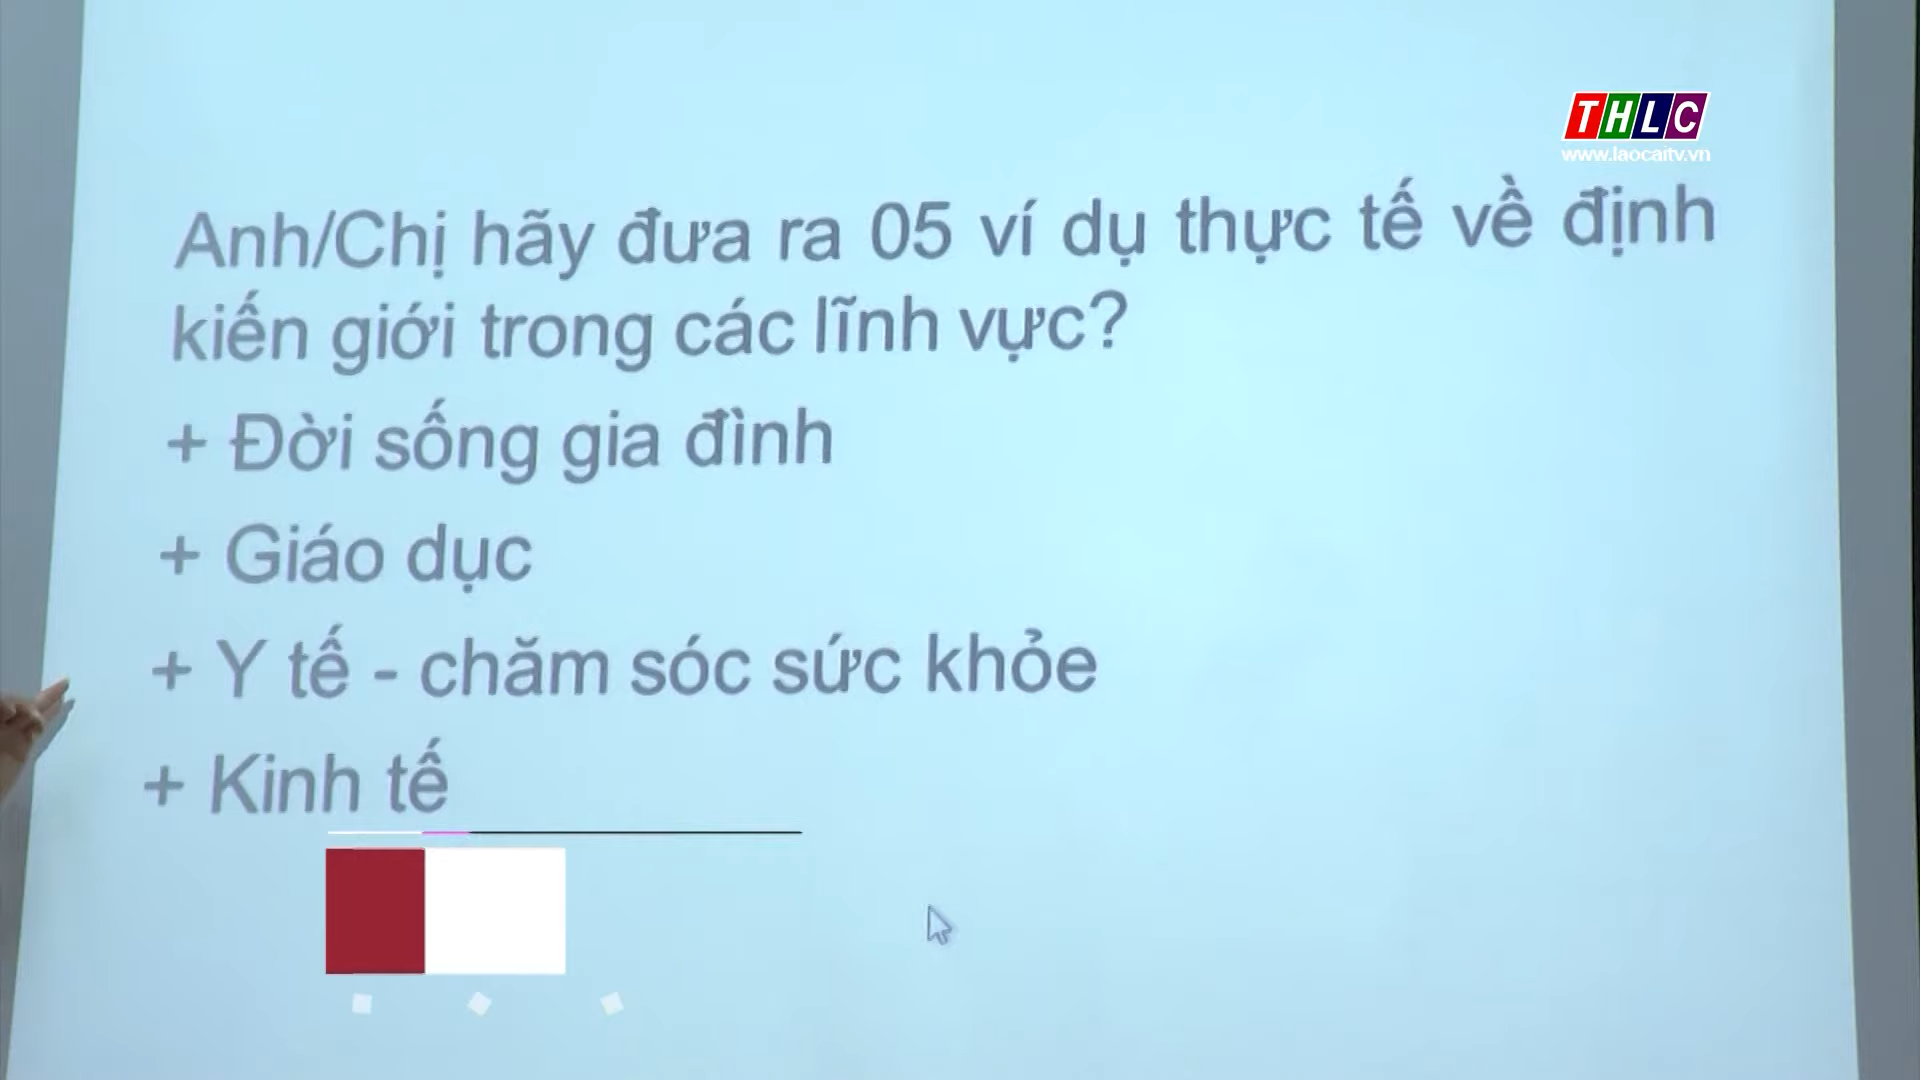 THLC
www.laocaitv.vn
Anh/Chị hãy đưa ra 05 ví dụ thực tế về định
kiến giới trong các lĩnh vực?
+ Đời sống gia đình
+ Giáo dục
+ Y tế - chăm sóc sức khỏe
+ Kinh tế